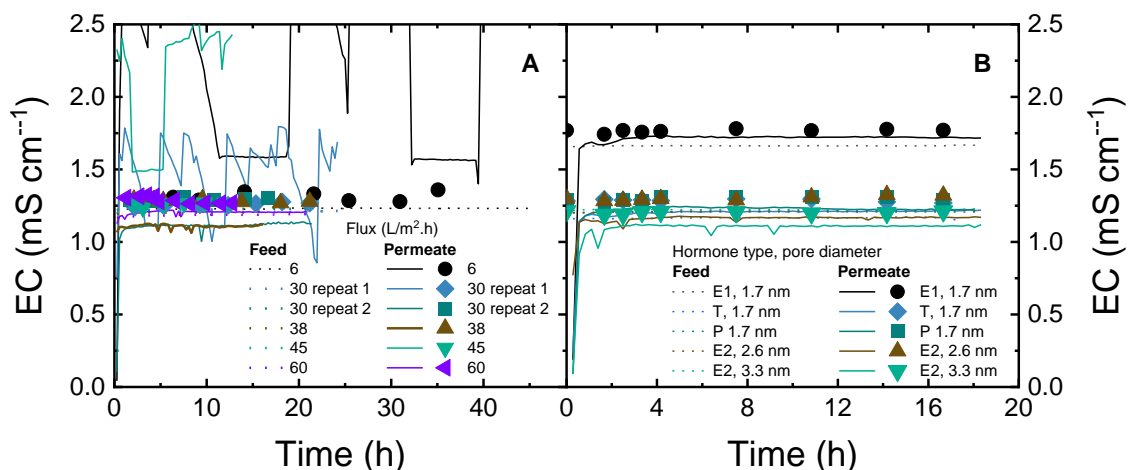 2.5
2.0
1.5
1.0
0.5
0.0
EC (mS cm⁻⁻¹)
0 10 20 30 40
Time (h)
A
Flux (L/m².h)
Feed Permeate
6 6
30 repeat 1 30 repeat 1
30 repeat 2 30 repeat 2
38 38
45 45
60 60
B
Hormone type, pore diameter
Feed Permeate
E1, 1.7 nm E1, 1.7 nm
T, 1.7 nm T, 1.7 nm
P 1.7 nm P 1.7 nm
E2, 2.6 nm E2, 2.6 nm
E2, 3.3 nm E2, 3.3 nm
0 4 8 12 16 20
Time (h)
2.5
2.0
1.5
1.0
0.5
0.0
EC (mS cm⁻⁻¹)